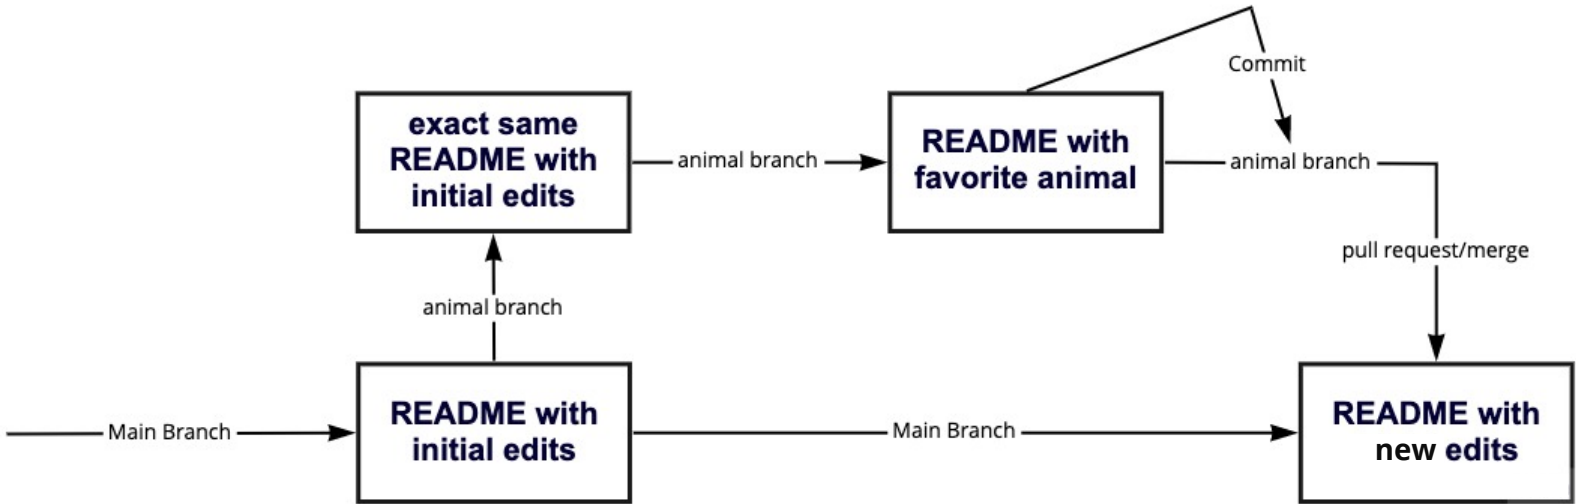 Commit
exact same
README with
initial edits
animal branch
README with
favorite animal
animal branch
pull request/merge
animal branch
Main Branch
README with
initial edits
Main Branch
README with
new edits